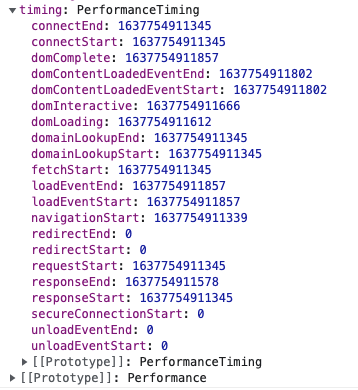 timing: PerformanceTiming
connectEnd: 1637754911345
connectStart: 1637754911345
domComplete: 1637754911857
domContentLoadedEventEnd: 1637754911802
domContentLoadedEventStart: 1637754911802
domInteractive: 1637754911666
domLoading: 1637754911612
domainLookupEnd: 1637754911345
domainLookupStart: 1637754911345
fetchStart: 1637754911345
loadEventEnd: 1637754911857
loadEventStart: 1637754911857
navigationStart: 1637754911339
redirectEnd: 0
redirectStart: 0
requestStart: 1637754911345
responseEnd: 1637754911578
responseStart: 1637754911345
secureConnectionStart: 0
unloadEventEnd: 0
unloadEventStart: 0
[[Prototype]]: PerformanceTiming
[[Prototype]]: Performance